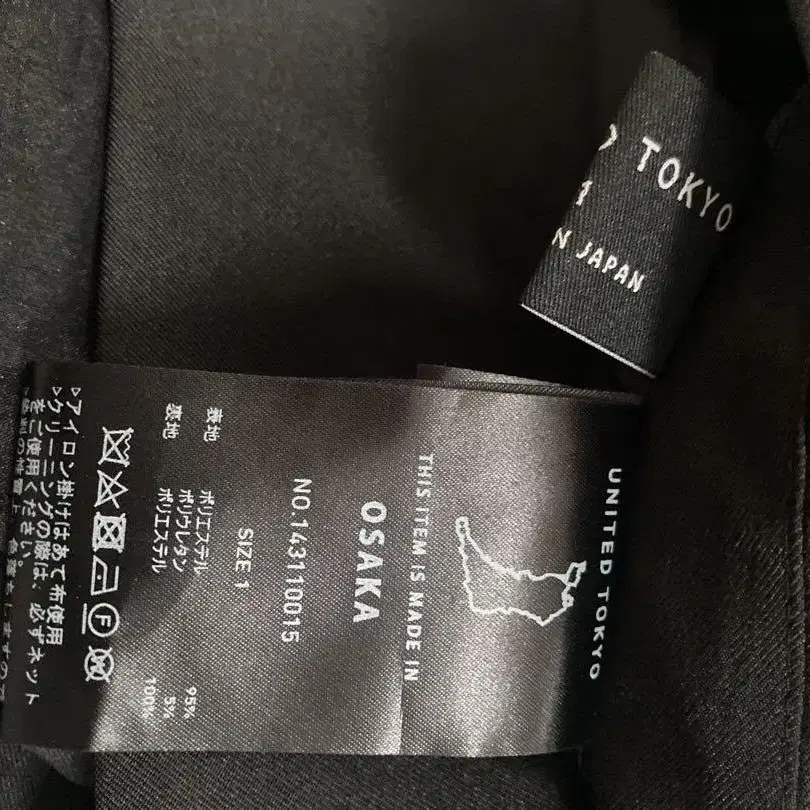 TOKYO
1
N JAPAN
UNITED TOKYO
THIS ITEM IS MADE IN
OSAKA
NO.143110015
SIZE 1
表地 ポリエステル 95%
ポリウレタン 5%
裏地 ポリエステル 100%
F
W
▷アイロン掛けはあて布使用
▷クリーニングの際は、必ずネット
をご使用ください。